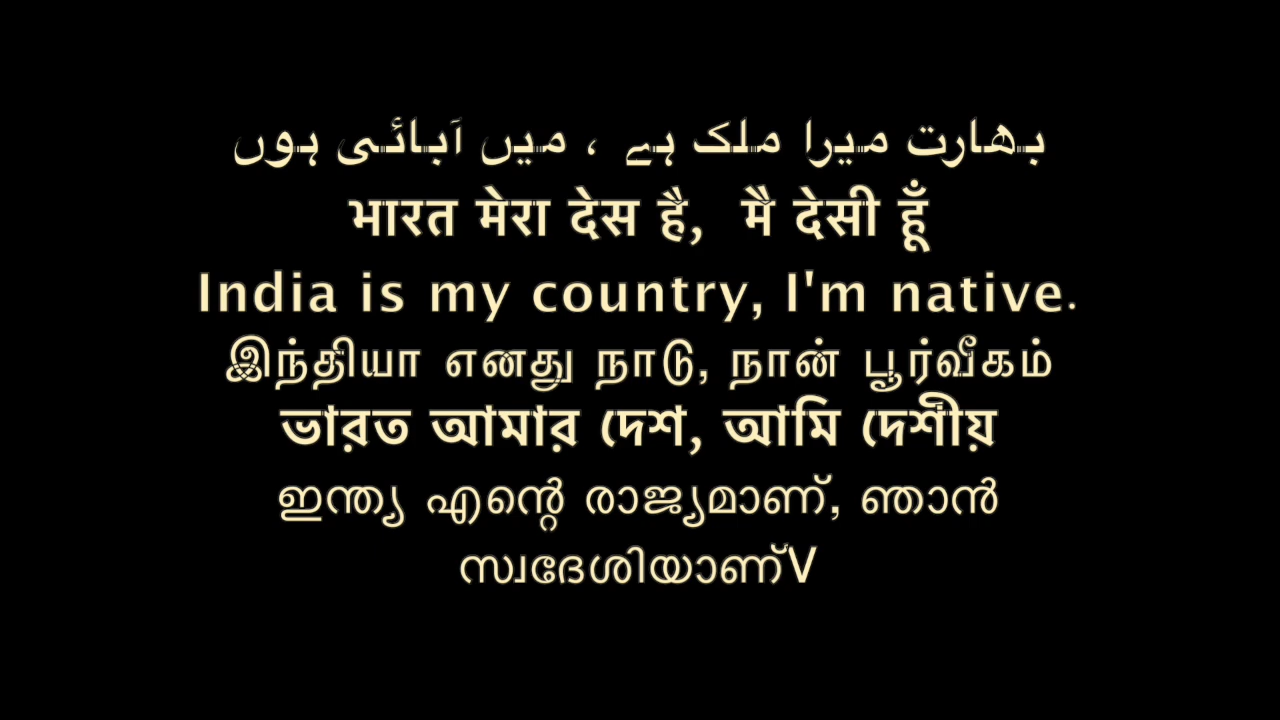 بھارت میرا ملک ہے ، میں آبائی ہوں
भारत मेरा देस है, मै देसी हूँ
India is my country, I'm native.
இந்தியா எனது நாடு, நான் பூர்வீகம்
ভারত আমার দেশ, আমি দেশীয়
ഇന്ത്യ എന്റെ രാജ്യമാണ്, ഞാൻ
സ്വദേശിയാണ്V